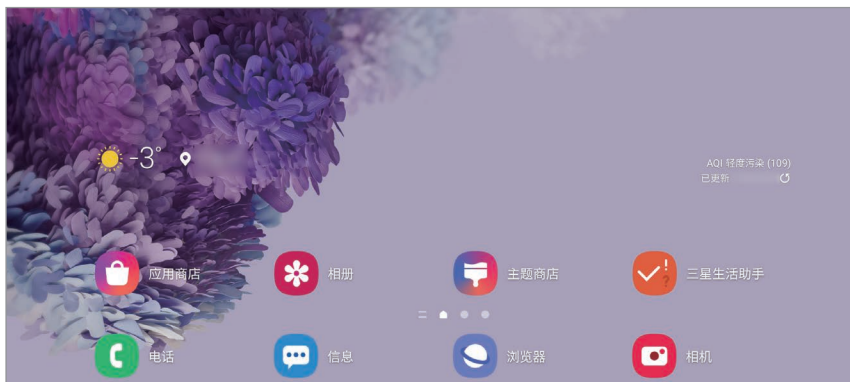 -3°
AQI 轻度污染 (109)
已更新
应用商店
相册
主题商店
三星生活助手
电话
信息
浏览器
相机